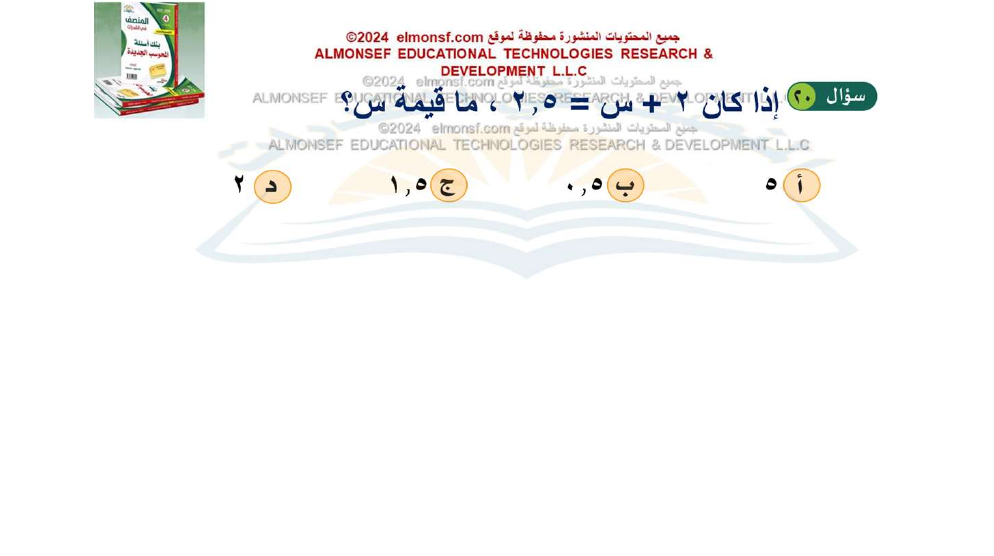 المنصف
في القدرات
بنك أسئلة
المحوسب الجديدة
جميع المحتويات المنشورة محفوظة لموقع elmonsf.com ©2024
ALMONSEF EDUCATIONAL TECHNOLOGIES RESEARCH &
DEVELOPMENT L.L.C
جميع المحتويات المنشورة محفوظة لموقع elmonsf.com ©2024
ALMONSEF EDUCATIONAL TECHNOLOGIES RESEARCH & DEVELOPMENT L.L.C
سؤال ٢٠ إذا كان ٢ + س = ٢,٥ ، ما قيمة س؟
جميع المحتويات المنشورة محفوظة لموقع elmonsf.com ©2024
ALMONSEF EDUCATIONAL TECHNOLOGIES RESEARCH & DEVELOPMENT L.L.C
أ ٥ ب ٠,٥ ج ١,٥ د ٢